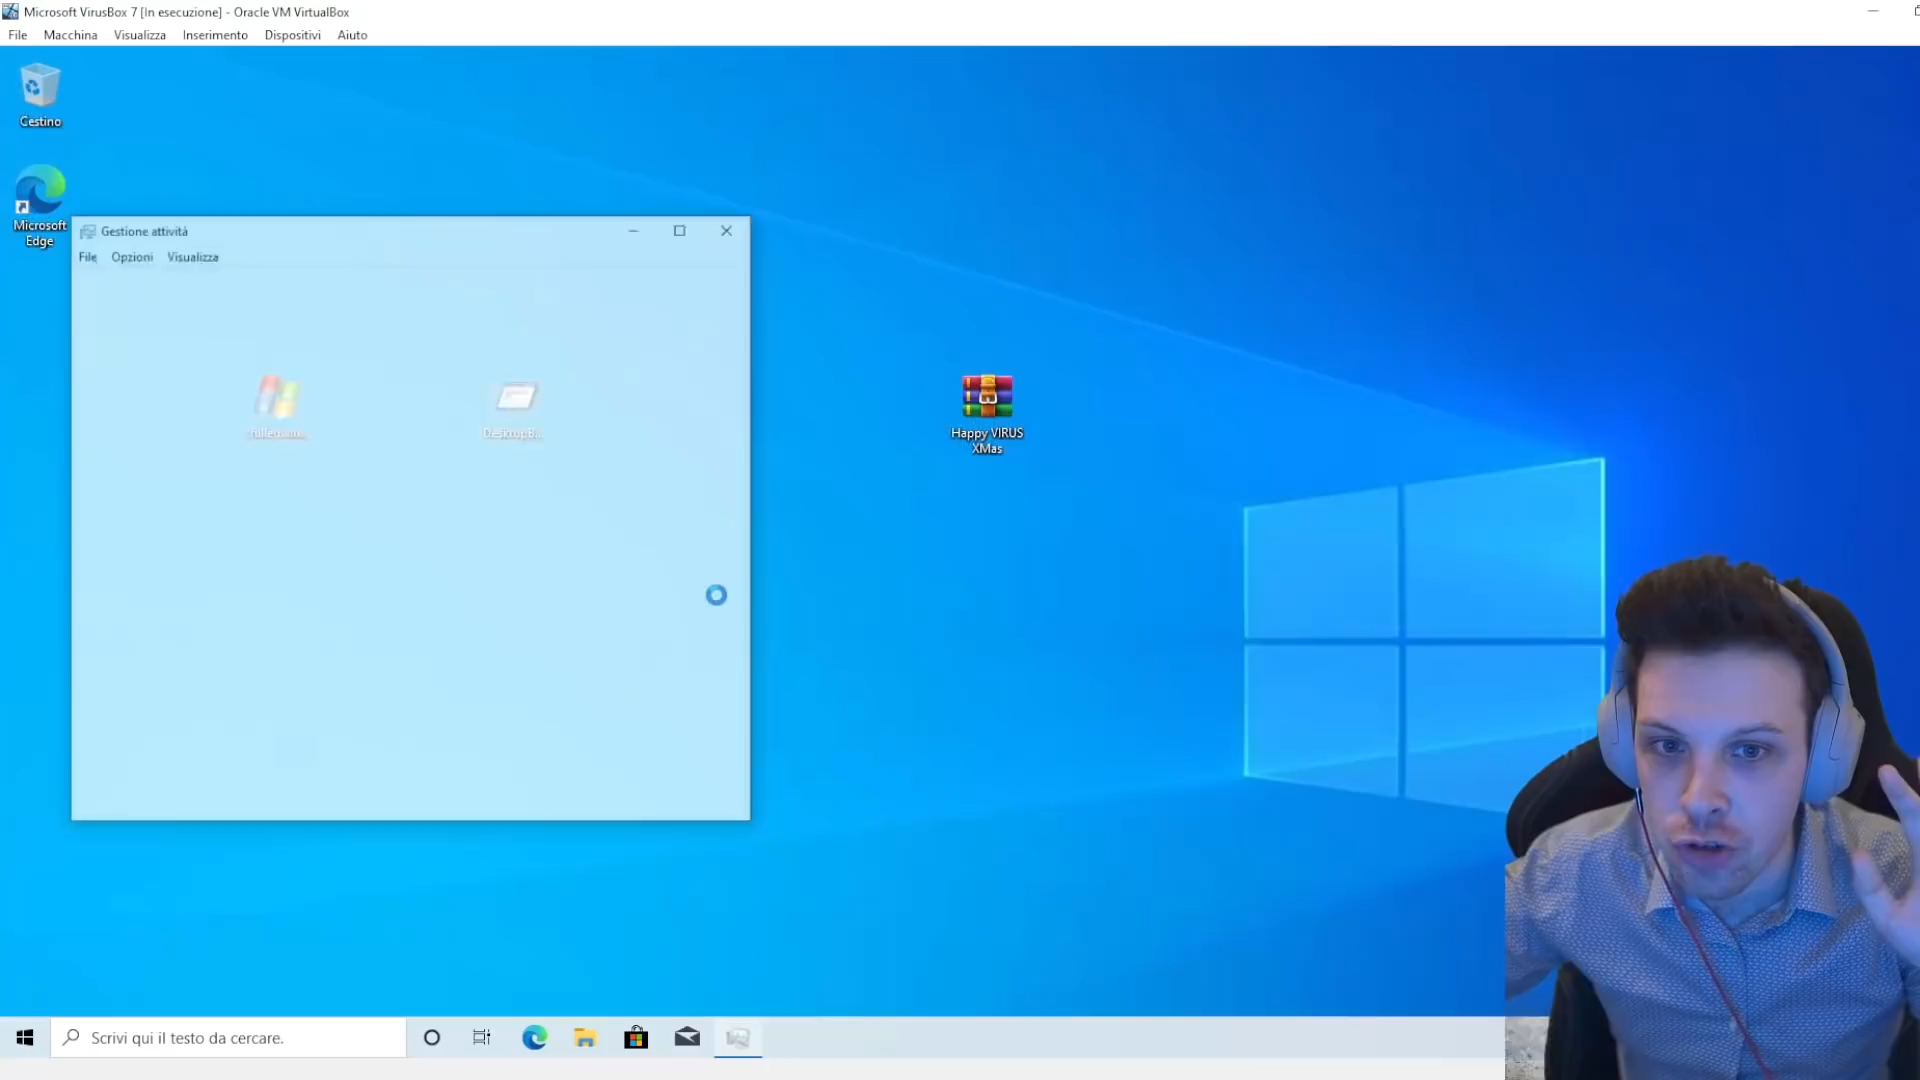 Microsoft VirusBox 7 [In esecuzione] - Oracle VM VirtualBox
File Macchina Visualizza Inserimento Dispositivi Aiuto
Cestino
Microsoft
Edge
Gestione attività
File Opzioni Visualizza
Happy VIRUS
XMas
Scrivi qui il testo da cercare.